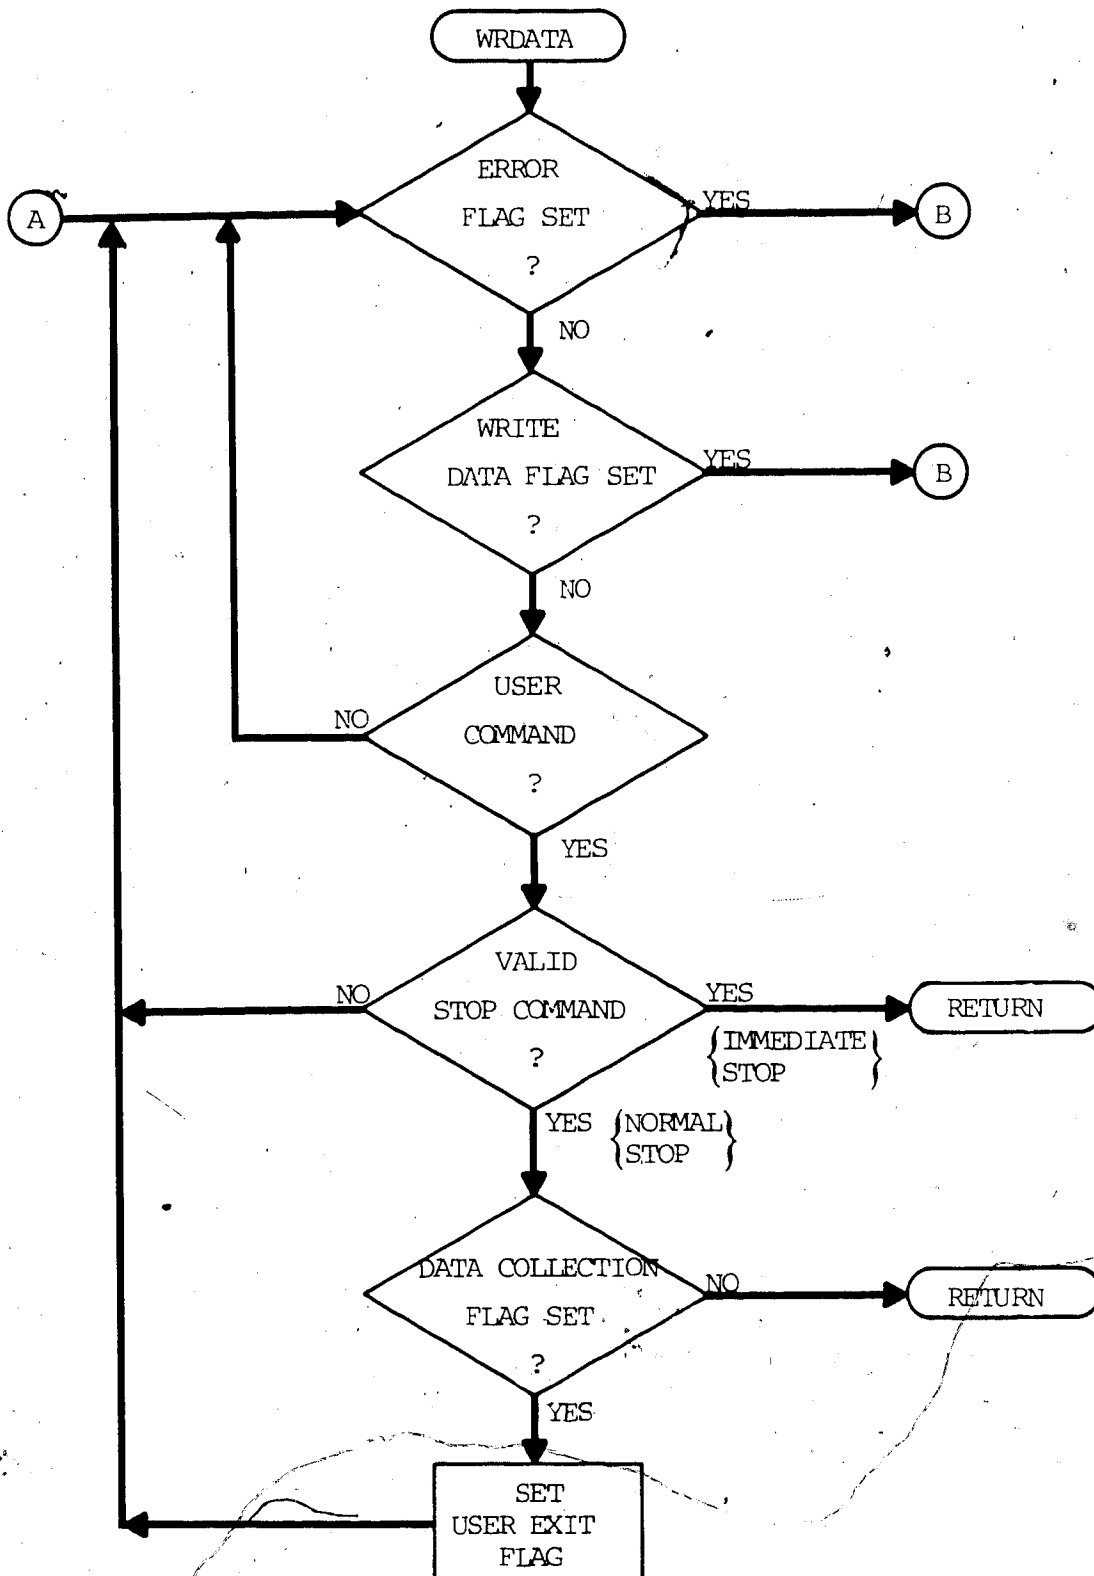 WRDATA
ERROR
FLAG SET
?
YES
B
A
NO
WRITE
DATA FLAG SET
?
YES
B
NO
USER
COMMAND
?
NO
YES
VALID
STOP COMMAND
?
NO
YES
{IMMEDIATE
STOP}
RETURN
YES {NORMAL
STOP}
DATA COLLECTION
FLAG SET
?
NO
RETURN
YES
SET
USER EXIT
FLAG